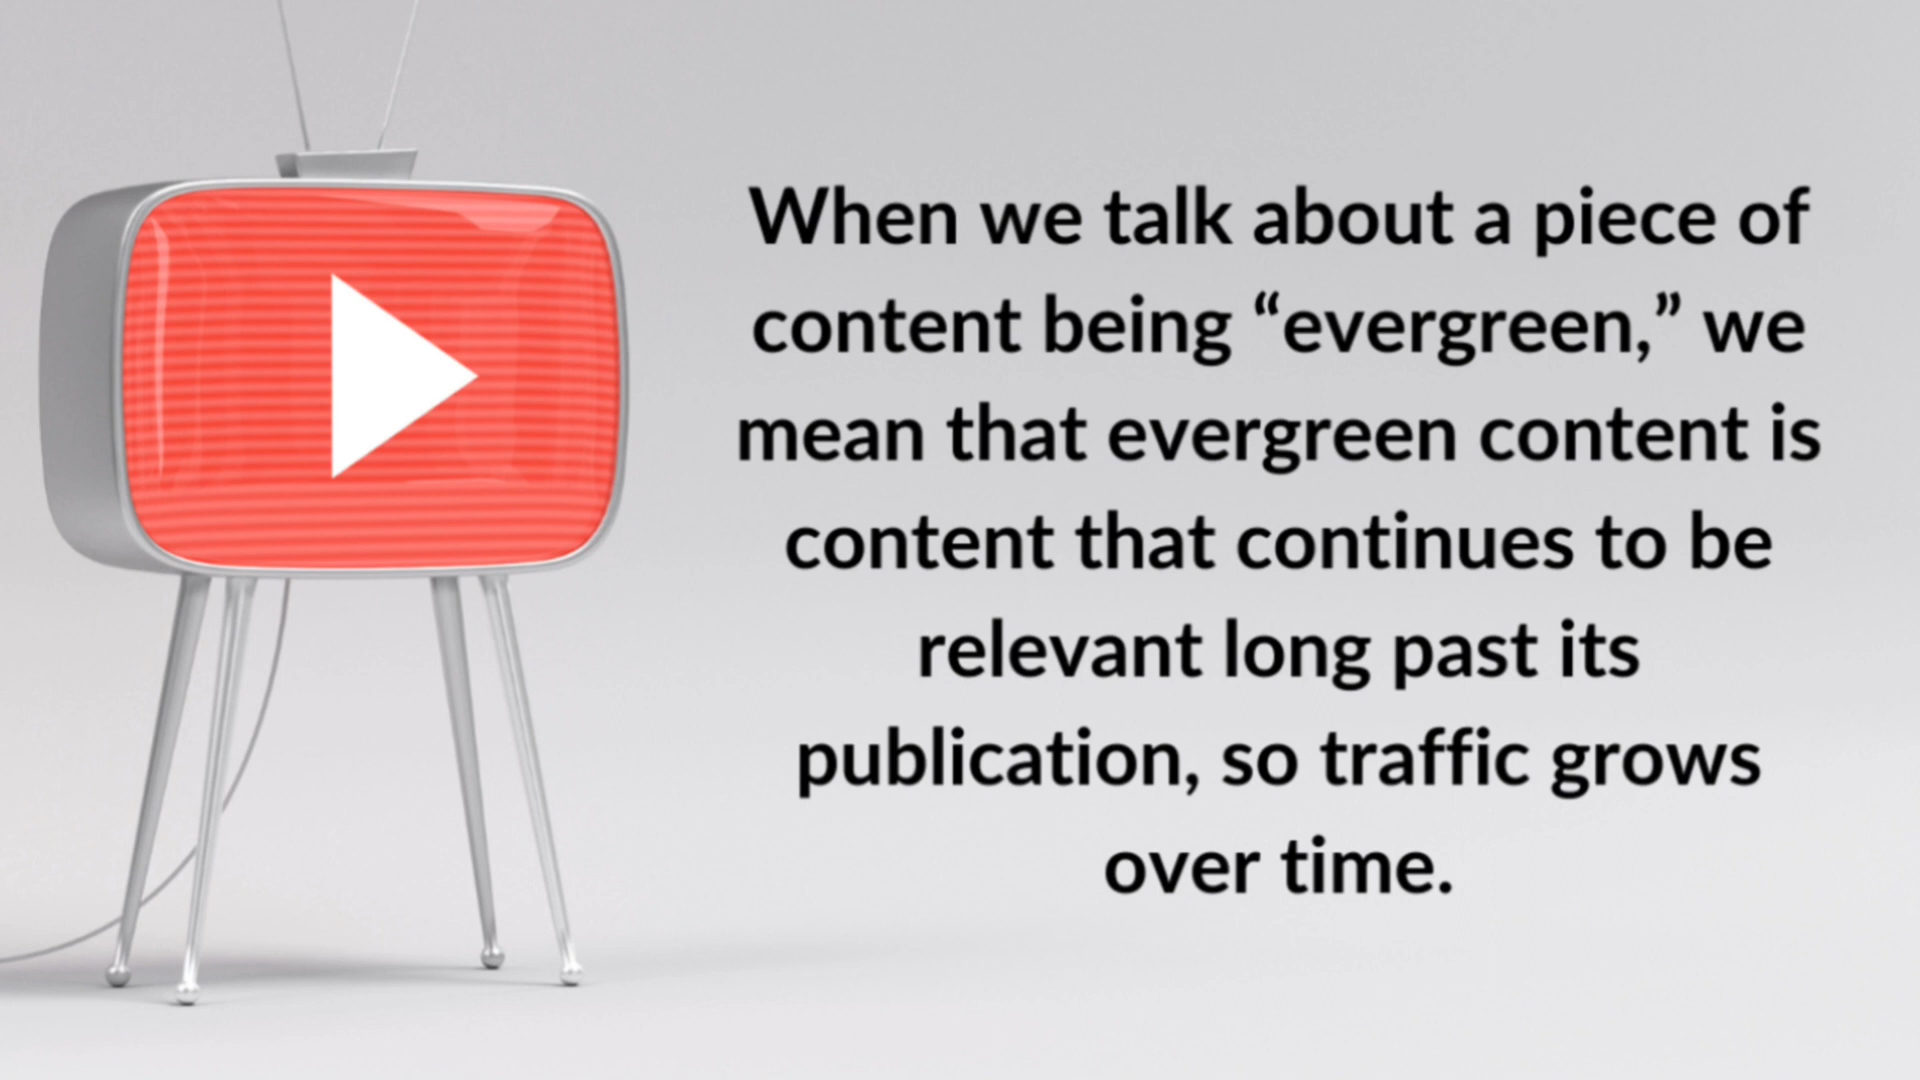 When we talk about a piece of
content being “evergreen,” we
mean that evergreen content is
content that continues to be
relevant long past its
publication, so traffic grows
over time.